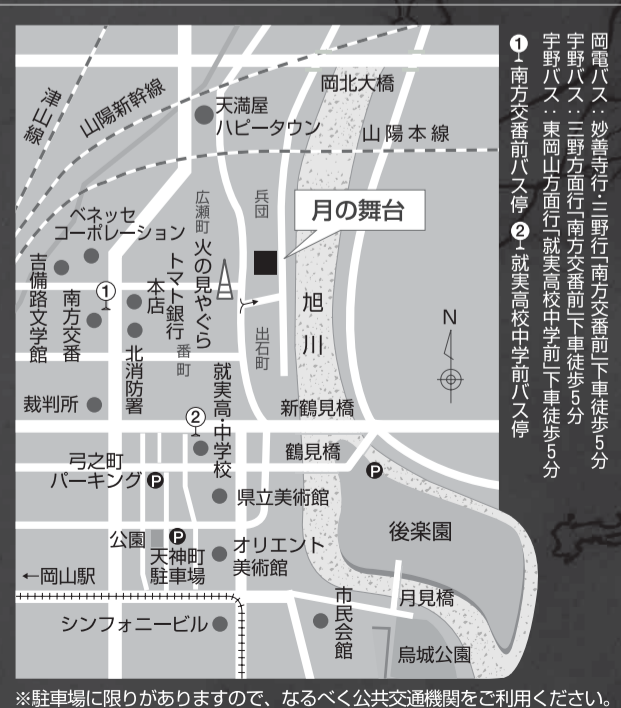 岡電バス：妙善寺行・三野行「南方交番前」下車徒歩5分
宇野バス：三野方面行「南方交番前」下車徒歩5分
宇野バス：東岡山方面行「就実高校中学前」下車徒歩5分
①南方交番前バス停 ②就実高校中学前バス停
津山線
山陽新幹線
天満屋
ハピータウン
岡北大橋
山陽本線
ベネッセ
コーポレーション
広瀬町
兵団
月の舞台
火の見やぐら
トマト銀行
本店
吉備路文学館
南方交番
①
北消防署
番町
出石町
旭川
N
裁判所
②
就実高・中学校
新鶴見橋
鶴見橋
弓之町
パーキング
P
P
県立美術館
後楽園
公園
P
天神町
駐車場
オリエント
美術館
←岡山駅
月見橋
市民会館
シンフォニービル
烏城公園
※駐車場に限りがありますので、なるべく公共交通機関をご利用ください。